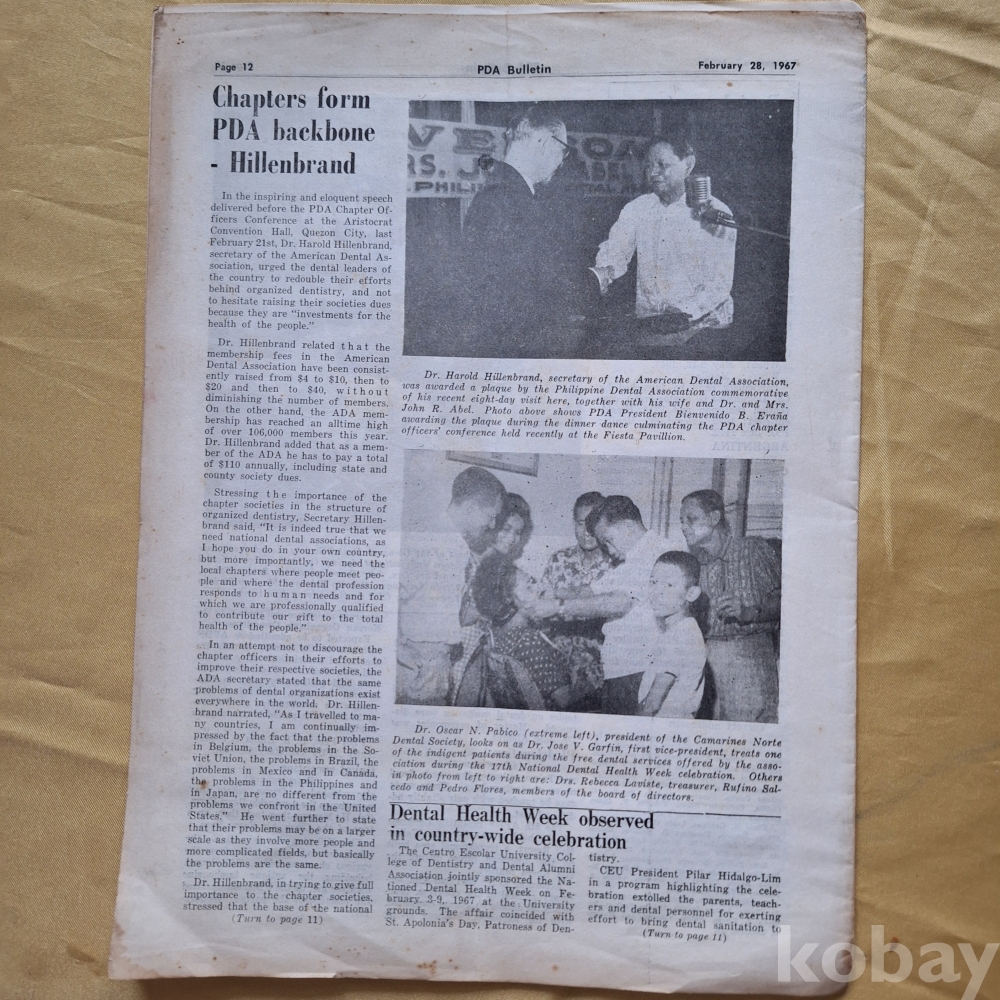 Page 12
PDA Bulletin
February 28, 1967
Chapters form
PDA backbone
- Hillenbrand
In the inspiring and eloquent speech
delivered before the PDA Chapter Of-
ficers Conference at the Aristocrat
Convention Hall, Quezon City, last
February 21st, Dr. Harold Hillenbrand,
secretary of the American Dental As-
sociation, urged the dental leaders of
the country to redouble their efforts
behind organized dentistry, and not
to hesitate raising their societies dues
because they are "investments for the
health of the people."
Dr. Hillenbrand related that the
membership fees in the American
Dental Association have been consist-
ently raised from $4 to $10, then to
$20 and then to $40, without
diminishing the number of members.
On the other hand, the ADA mem-
bership has reached an alltime high
of over 106,000 members this year.
Dr. Hillenbrand added that as a mem-
ber of the ADA he has to pay a total
of $110 annually, including state and
county society dues.
Stressing the importance of the
chapter societies in the structure of
organized dentistry, Secretary Hillen-
brand said, "It is indeed true that we
need national dental associations, as
I hope you do in your own country,
but more importantly, we need the
local chapters where people meet peo-
ple and where the dental profession
responds to human needs and for
which we are professionally qualified
to contribute our gift to the total
health of the people."
In an attempt not to discourage the
chapter officers in their efforts to
improve their respective societies, the
ADA secretary stated that the same
problems of dental organizations exist
everywhere in the world. Dr. Hillen-
brand narrated, "As I travelled to ma-
ny countries, I am continually im-
pressed by the fact that the problems
in Belgium, the problems in the So-
viet Union, the problems in Brazil, the
problems in Mexico and in Canada,
the problems in the Philippines and
in Japan, are no different from the
problems we confront in the United
States." He went further to state
that their problems may be on a larger
scale as they involve more people and
more complicated fields, but basically
the problems are the same.
Dr. Hillenbrand, in trying to give full
importance to the chapter societies,
stressed that the base of the national
(Turn to page 11)
Dr. Harold Hillenbrand, secretary of the American Dental Association,
was awarded a plaque by the Philippine Dental Association commemorative
of his recent eight-day visit here, together with his wife and Dr. and Mrs.
John R. Abel. Photo above shows PDA President Bienvenido B. Eraña
awarding the plaque during the dinner dance culminating the PDA chapter
officers' conference held recently at the Fiesta Pavillion.
Dr. Oscar N. Pabico (extreme left), president of the Camarines Norte
Dental Society, looks on as Dr. Jose V. Garfin, first vice-president, treats one
of the indigent patients during the free dental services offered by the asso-
ciation during the 17th National Dental Health Week celebration. Others
in photo from left to right are: Drs. Rebecca Laviste, treasurer, Rufino Sal-
cedo and Pedro Flores, members of the board of directors.
Dental Health Week observed
in country-wide celebration
The Centro Escolar University Col-
lege of Dentistry and Dental Alumni
Association jointly sponsored the Na-
tioned Dental Health Week on Fe-
bruary 3-9, 1967 at the University
grounds. The affair coincided with
St. Apolonia's Day, Patroness of Den-
tistry.
CEU President Pilar Hidalgo-Lim
in a program highlighting the cele-
bration extolled the parents, teach-
ers and dental personnel for exerting
effort to bring dental sanitation to
(Turn to page 11)
kobay